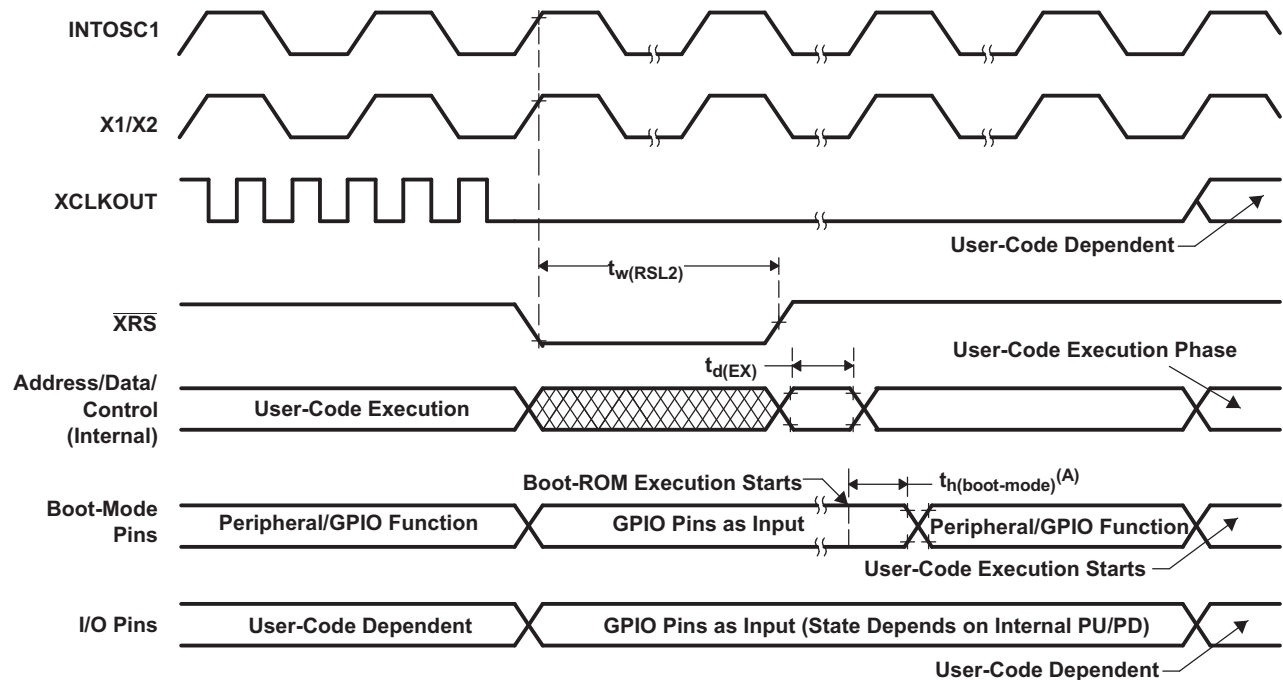 INTOSC1
X1/X2
XCLKOUT
User-Code Dependent
tw(RSL2)
XRS
User-Code Execution Phase
td(EX)
Address/Data/
Control
(Internal)
User-Code Execution
Boot-ROM Execution Starts
th(boot-mode)(A)
Boot-Mode
Pins
Peripheral/GPIO Function
GPIO Pins as Input
Peripheral/GPIO Function
User-Code Execution Starts
I/O Pins
User-Code Dependent
GPIO Pins as Input (State Depends on Internal PU/PD)
User-Code Dependent